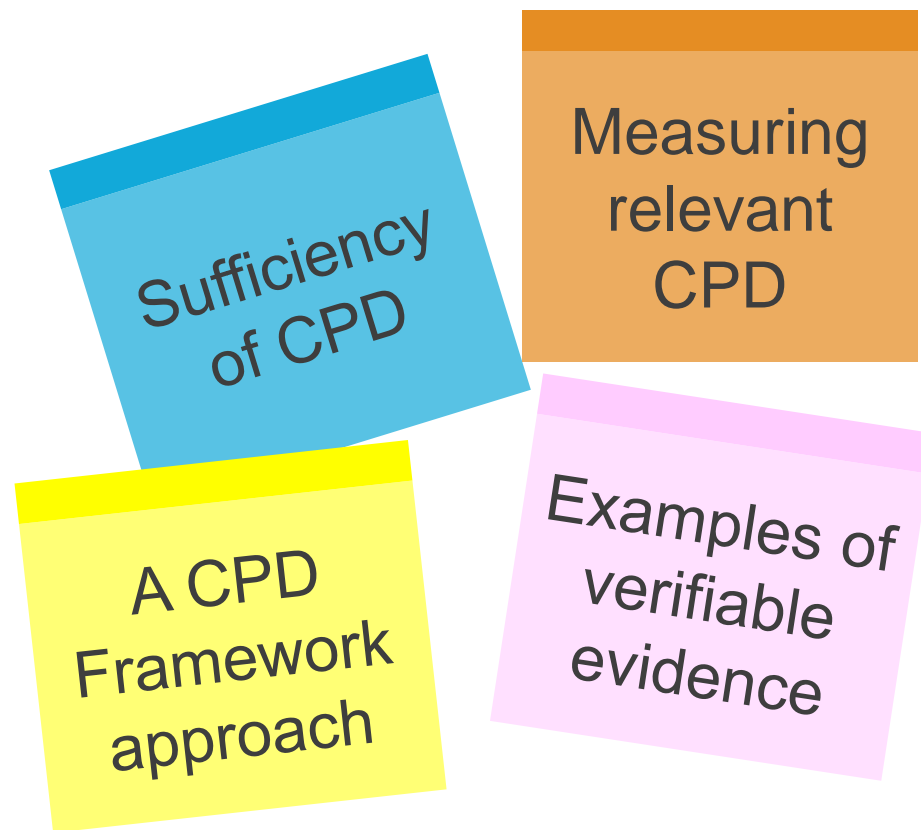 Sufficiency
of CPD
Measuring
relevant
CPD
A CPD
Framework
approach
Examples of
verifiable
evidence